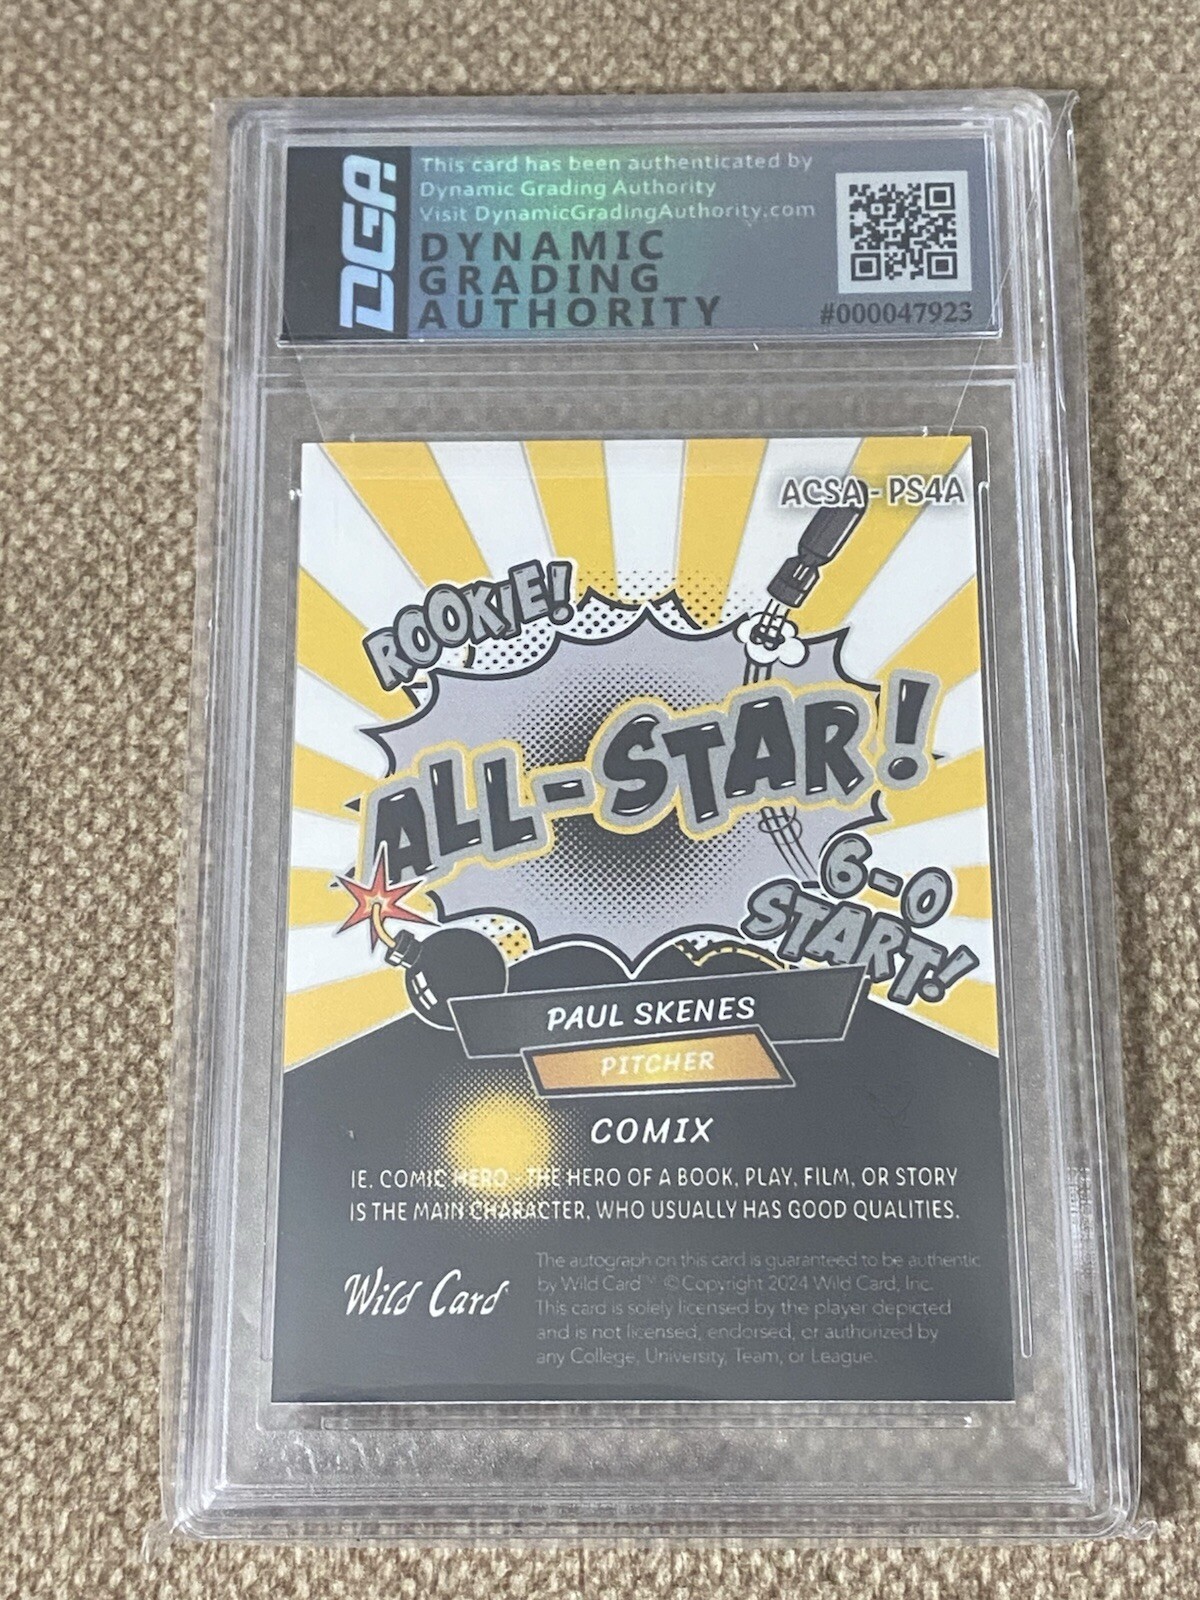 DGA
This card has been authenticated by
Dynamic Grading Authority
Visit DynamicGradingAuthority.com
DYNAMIC
GRADING
AUTHORITY
#000047923
ACSA - PS4A
ROOKIE!
ALL-STAR!
6-0
START!
PAUL SKENES
PITCHER
COMIX
IE. COMIC HERO - THE HERO OF A BOOK, PLAY, FILM, OR STORY
IS THE MAIN CHARACTER, WHO USUALLY HAS GOOD QUALITIES.
Wild Card
The autograph on this card is guaranteed to be authentic
by Wild Card™ ©Copyright 2024 Wild Card, Inc.
This card is solely licensed by the player depicted
and is not licensed, endorsed, or authorized by
any College, University, Team, or League.